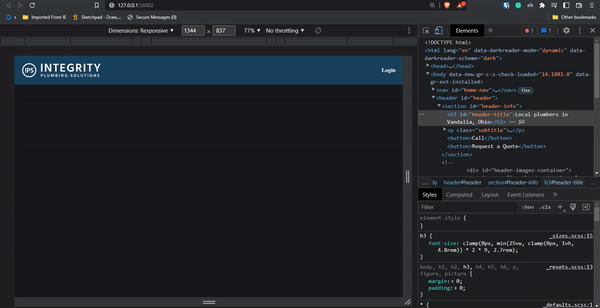 127.0.0.1:56002
s
Imported From IE
Sketchpad - Draw,...
Secure Messages (0)
Other bookmarks
Dimensions: Responsive
1344
x
837
77%
No throttling
IPS
INTEGRITY
PLUMBING SOLUTIONS
Login
Elements
1
1
<!DOCTYPE html>
<html lang="en" data-darkreader-mode="dynamic" data-darkreader-scheme="dark">
<head>…</head>
<body data-new-gr-c-s-check-loaded="14.1081.0" data-gr-ext-installed>
<nav id="home-nav">…</nav> flex
<header id="header">
<section id="header-info">
<h3 id="header-title">Local plumbers in
Vandalia, Ohio</h3> == $0
<p class="subtitle">…</p>
<button>Call</button>
<button>Request a Quote</button>
</section>
<!--
<div id="header-images-container">
… dy header#header section#header-info h3#header-title
Styles Computed Layout Event Listeners
Filter
:hov .cls
element.style {
}
h3 {
_sizes.scss:15
font-size: clamp(0px, min(25vw, clamp(0px, 1vh,
4.8rem)) * 2 * 9, 2.7rem);
}
body, h1, h2, h3, h4, h5, h6, p,
_resets.scss:13
figure, picture {
margin: 0;
padding: 0;
}
* {
_defaults.scss:1